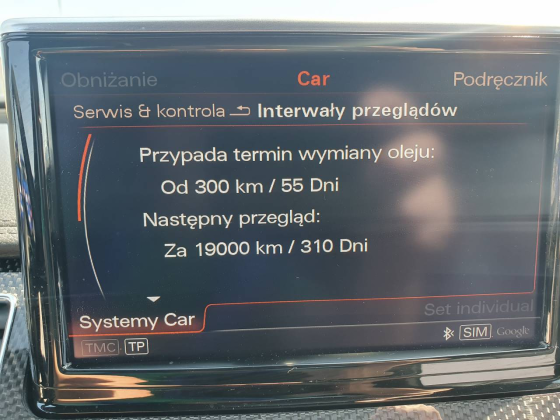 Obniżanie Car Podręcznik
Serwis & kontrola Interwały przeglądów
Przypada termin wymiany oleju:
Od 300 km / 55 Dni
Następny przegląd:
Za 19000 km / 310 Dni
Systemy Car Set individual
TMC TP SIM Google